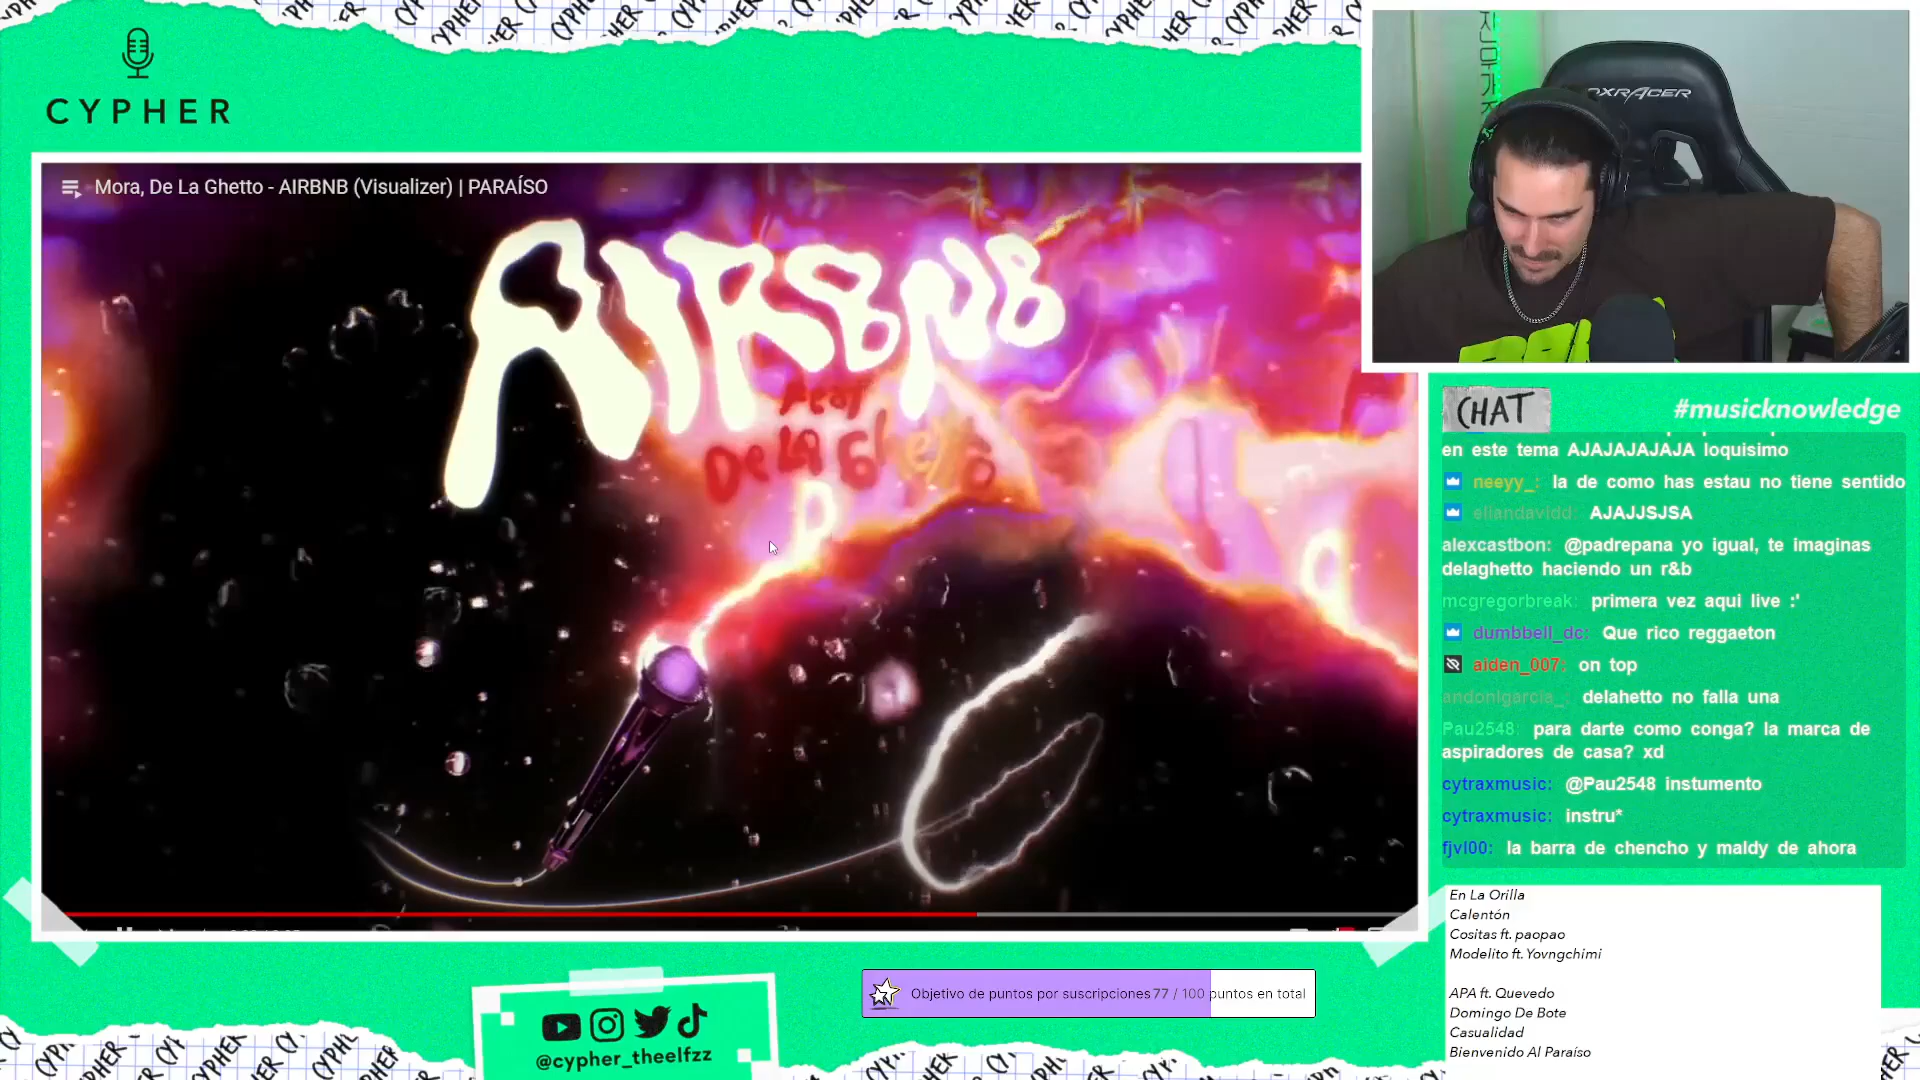 CYPHER
Mora, De La Ghetto - AIRBNB (Visualizer) | PARAÍSO
AIRBNB
feat
De La Ghetto
DXRACER
CHAT
#musicknowledge
en este tema AJAJAJAJAJA loquisimo
neeyy_: la de como has estau no tiene sentido
eliandavidd: AJAJJSJSA
alexcastbon: @padrepana yo igual, te imaginas
delaghetto haciendo un r&b
mcgregorbreak: primera vez aqui live :'
dumbbell_dc: Que rico reggaeton
aiden_007: on top
andonigarcia_: delahetto no falla una
Pau2548: para darte como conga? la marca de
aspiradores de casa? xd
cytraxmusic: @Pau2548 instumento
cytraxmusic: instru*
fjvl00: la barra de chencho y maldy de ahora
En La Orilla
Calentón
Cositas ft. paopao
Modelito ft. Yovngchimi
APA ft. Quevedo
Domingo De Bote
Casualidad
Bienvenido Al Paraíso
Objetivo de puntos por suscripciones 77 / 100 puntos en total
@cypher_theelfzz